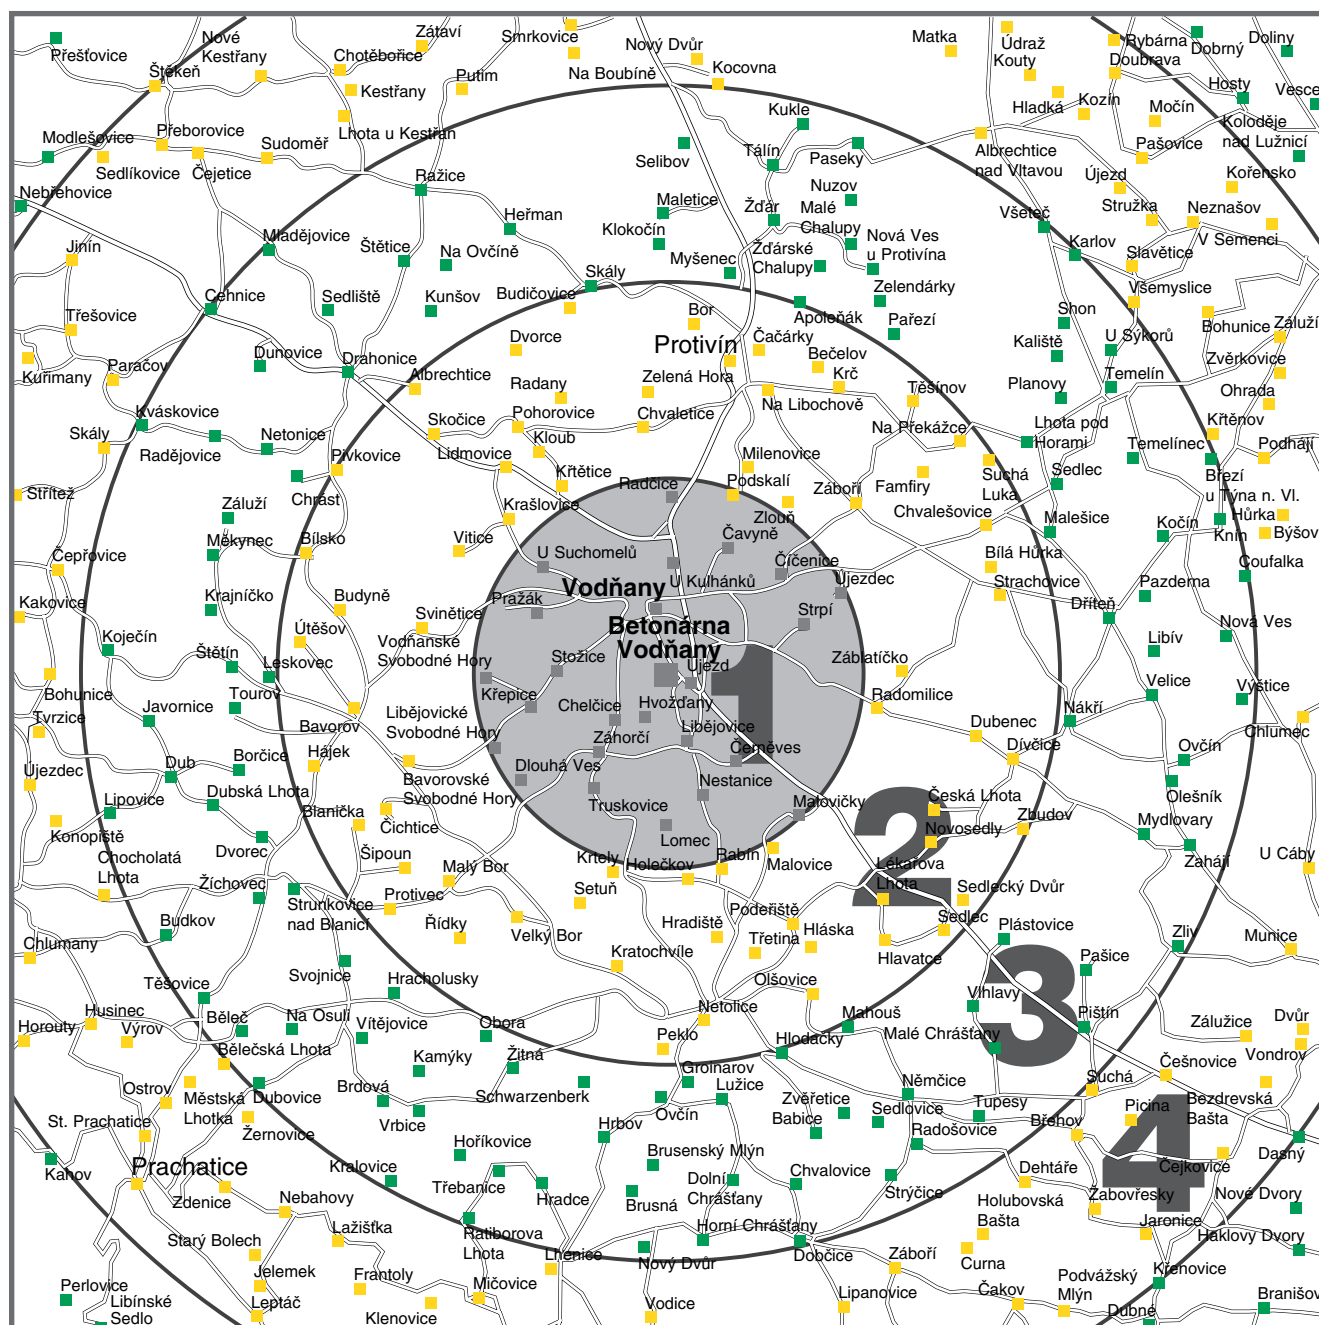 Přešťovice
Nové
Kestřany
Štěkeň
Chotěbořice
Zátaví
Kestřany
Putim
Smrkovice
Na Boubíně
Nový Dvůr
Kocovna
Matka
Údraž
Kouty
Rybárna
Doubrava
Dobrný
Doliny
Hosty
Vesce
Hladká
Kozín
Močín
Koloděje
nad Lužnicí
Modlešovice
Přeborovice
Sudoměř
Lhota u Kestřan
Sedlíkovice
Čejetice
Ražice
Selibov
Kukle
Tálín
Paseky
Albrechtice
nad Vltavou
Pašovice
Újezd
Kořensko
Nebřehovice
Maletice
Nuzov
Žďár
Malé
Chalupy
Všeteč
Stružka
Neznašov
V Semenci
Heřman
Klokočín
Myšenec
Žďárské
Chalupy
Nová Ves
u Protivína
Karlov
Slavětice
Jinín
Mladějovice
Štětice
Na Ovčíně
Skály
Zelendárky
Všemyslice
Cehnice
Sedliště
Kunšov
Budičovice
Bor
Apoleňák
Pařezí
Shon
Bohunice
Záluží
Třešovice
Dvorce
Protivín
Čačárky
Bečelov
Kaliště
U Sýkorů
Zvěrkovice
Kuřimany
Paračov
Dunovice
Drahonice
Albrechtice
Radany
Zelená Hora
Krč
Těšínov
Planovy
Temelín
Ohrada
Kváskovice
Skočice
Pohorovice
Chvaletice
Na Libochově
Na Překážce
Lhota pod
Horami
Křtěnov
Skály
Radějovice
Netonice
Pivkovice
Lidmovice
Kloub
Milenovice
Temelínec
Podhájí
Křtětice
Radčice
Podskalí
Záboří
Famfiry
Suchá
Luka
Sedlec
Březí
u Týna n. Vl.
Střítež
Záluží
Chrást
Krašlovice
Zlouň
Chvalešovice
Malešice
Kočín
Hůrka
Knín
Býšov
Čepřovice
Měkynec
Bílsko
Vitice
U Suchomelů
Čavyně
Číčenice
Bílá Hůrka
Coufalka
Kakovice
Krajníčko
Budyně
Svinětice
Pražák
Vodňany
U Kulhánků
Újezdec
Strachovice
Pazderna
Strpí
Dříteň
Betonárna
Vodňany
Koječín
Štětín
Útěšov
Leskovec
Vodňanské
Svobodné Hory
Stožice
Újezd
Záblatíčko
Libív
Nová Ves
Bohunice
Tourov
Křepice
Radomilice
Velice
Výštice
Tvrzice
Javornice
Bavorov
Libějovické
Svobodné Hory
Chelčice
Hvožďany
Libějovice
Dubenec
Nákří
Chlumec
Záhorčí
Černěves
1
Dub
Borčice
Hájek
Dívčice
Ovčín
Újezdec
Dlouhá Ves
Nestanice
Lipovice
Dubská Lhota
Bavorovské
Svobodné Hory
Truskovice
Malovičky
Česká Lhota
Olešník
Blanička
Čichtice
Novosedly
Zbudov
Mydlovary
Konopiště
Dvorec
Lomec
2
Zahájí
Chocholatá
Lhota
Šipoun
Malý Bor
Krtely
Holečkov
Rabín
Malovice
Lékařova
Lhota
U Cáby
Žíchovec
Strunkovice
nad Blanicí
Protivec
Setuň
Podeřiště
Sedlecký Dvůr
Budkov
Řídky
Velký Bor
Hradiště
Třetina
Hláska
Sedlec
Plástovice
Zliv
Munice
Chlumany
Svojnice
Kratochvíle
Hlavatce
3
Pašice
Těšovice
Hracholusky
Olšovice
Vlhlavy
Husinec
Netolice
Horouty
Výrov
Běleč
Na Osulí
Vítějovice
Obora
Mahouš
Malé Chrášťany
Pištín
Zálužice
Dvůr
Bělečská Lhota
Kamýky
Žitná
Peklo
Hlodačky
Vondrov
Ostrov
Městská
Lhotka
Dubovice
Brdová
Schwarzenberk
Groinarov
Lužice
Němčice
Suchá
Češnovice
Ovčín
Zvěřetice
Babice
Sedlovice
Tupesy
Bezdrevská
Bašta
St. Prachatice
Žernovice
Vrbice
Hrbov
Radošovice
Břehov
Picina
4
Kahov
Prachatice
Kralovice
Hoříkovice
Brusenský Mlýn
Dasný
Zdenice
Třebanice
Dolní
Chrášťany
Chvalovice
Strýčice
Dehtáře
Čejkovice
Nebahovy
Hradce
Brusná
Holubovská
Bašta
Žabovřesky
Nové Dvory
Starý Bolech
Lažišťka
Ratiborova
Lhota
Horní Chrášťany
Dobčice
Jaronice
Haklovy Dvory
Jelemek
Frantoly
Lhenice
Nový Dvůr
Záboří
Curna
Křenovice
Perlovice
Libínské
Sedlo
Leptáč
Klenovice
Mičovice
Vodice
Lipanovice
Čakov
Podvážský
Mlýn
Dubné
Branišov